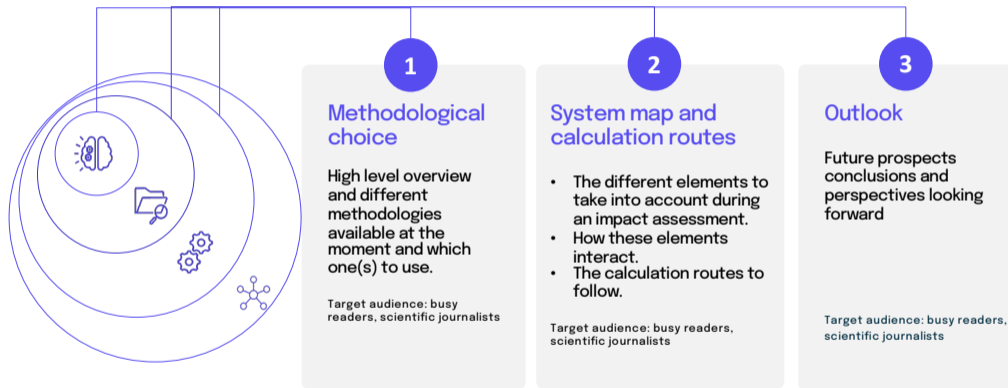 1
Methodological
choice
High level overview
and different
methodologies
available at the
moment and which
one(s) to use.
Target audience: busy
readers, scientific journalists
2
System map and
calculation routes
• The different elements to
take into account during
an impact assessment.
• How these elements
interact.
• The calculation routes to
follow.
Target audience: busy readers,
scientific journalists
3
Outlook
Future prospects
conclusions and
perspectives looking
forward
Target audience: busy readers,
scientific journalists